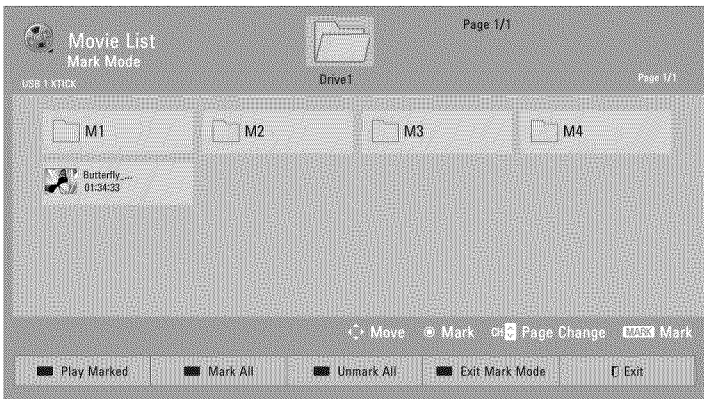 Page 1/1
Movie List
Mark Mode
USB 1 XTICK
Drive1
Page 1/1
M1
M2
M3
M4
Butterfly_...
01:34:33
Move
Mark
CH Page Change
MARK Mark
Play Marked
Mark All
Unmark All
Exit Mark Mode
Exit